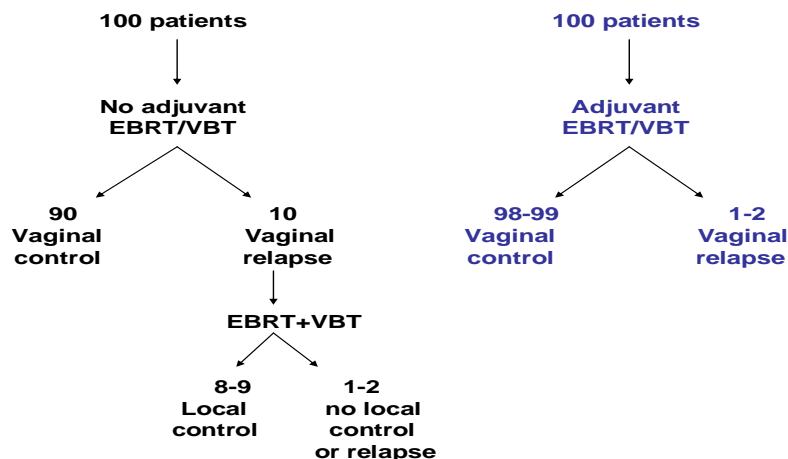 100 patients
No adjuvant
EBRT/VBT
90
Vaginal
control
10
Vaginal
relapse
EBRT+VBT
8-9
Local
control
1-2
no local
control
or relapse
100 patients
Adjuvant
EBRT/VBT
98-99
Vaginal
control
1-2
Vaginal
relapse